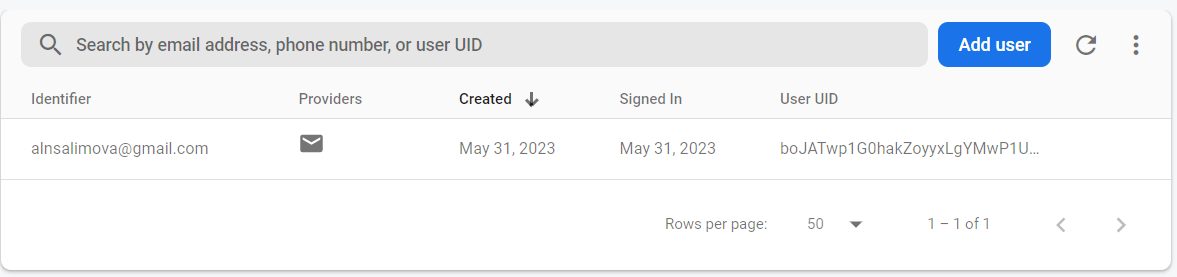 Search by email address, phone number, or user UID Add user
Identifier Providers Created Signed In User UID
alnsalimova@gmail.com May 31, 2023 May 31, 2023 boJATwp1G0hakZoyyxLgYMwP1U...
Rows per page: 50 1 – 1 of 1